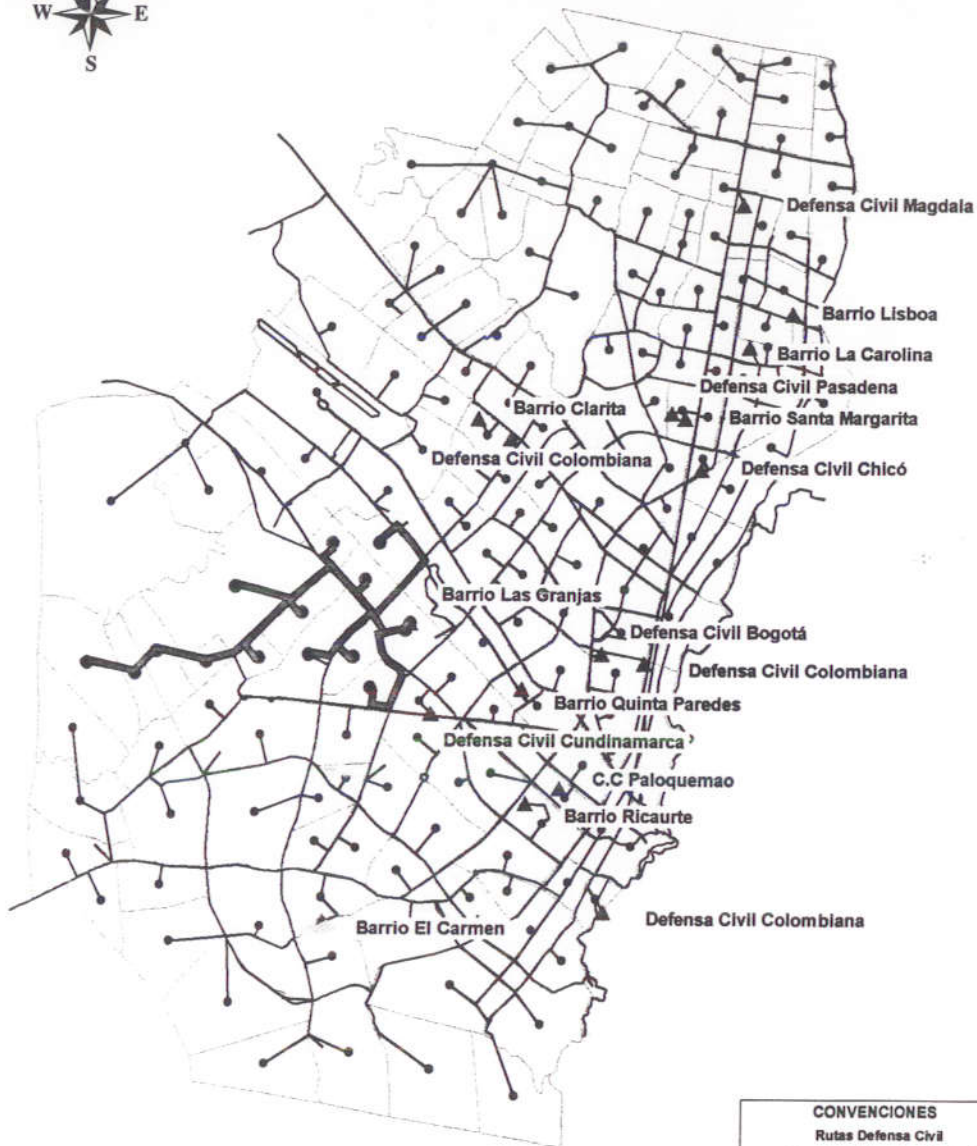 W E
S
Defensa Civil Magdala
Barrio Lisboa
Barrio La Carolina
Defensa Civil Pasadena
Barrio Clarita
Barrio Santa Margarita
Defensa Civil Colombiana
Defensa Civil Chicó
Barrio Las Granjas
Defensa Civil Bogotá
Defensa Civil Colombiana
Barrio Quinta Paredes
Defensa Civil Cundinamarca
C.C Paloquemao
Barrio Ricaurte
Barrio El Carmen
Defensa Civil Colombiana
CONVENCIONES
Rutas Defensa Civil